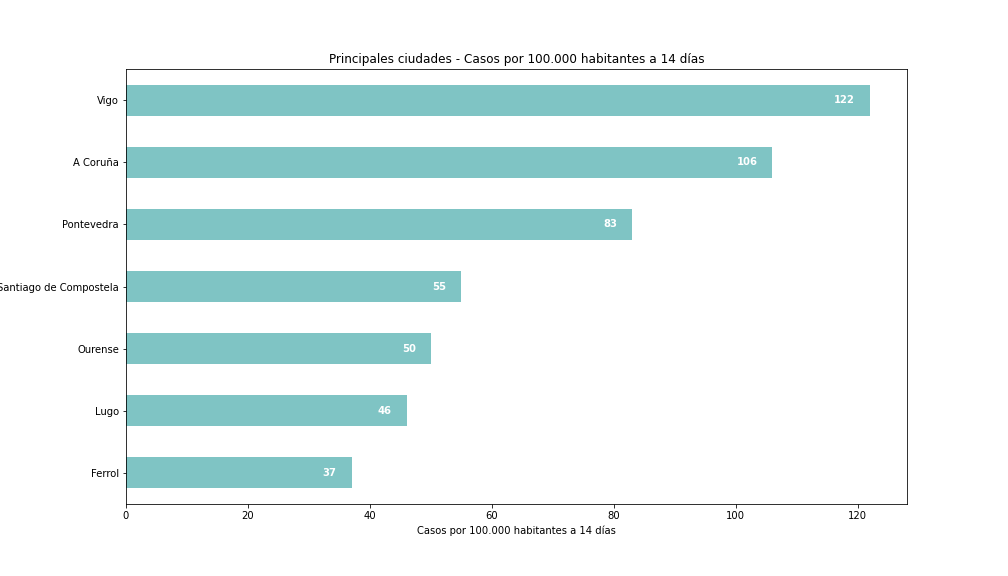 Principales ciudades - Casos por 100.000 habitantes a 14 días
Vigo
122
A Coruña
106
Pontevedra
83
Santiago de Compostela
55
Ourense
50
Lugo
46
Ferrol
37
0 20 40 60 80 100 120
Casos por 100.000 habitantes a 14 días